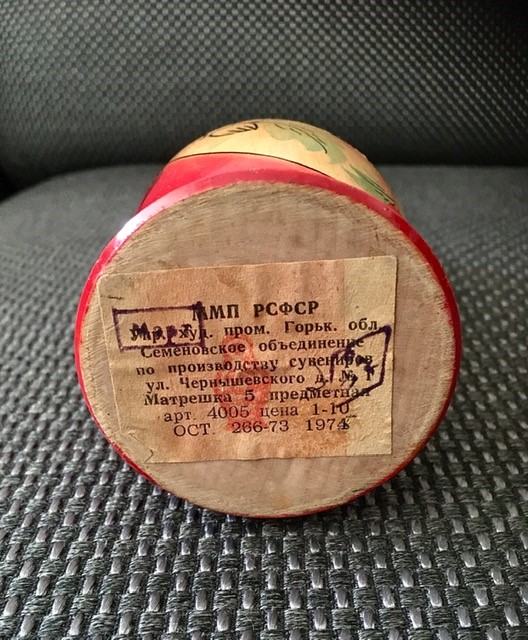 ММП РСФСР
Март
Упр. худ. пром. Горьк. обл.
Семеновское объединение
по производству сувениров
ул. Чернышевского д. №
Матрешка 5 предметная
арт. 4005 цена 1-10
ОСТ. 266-73 1974